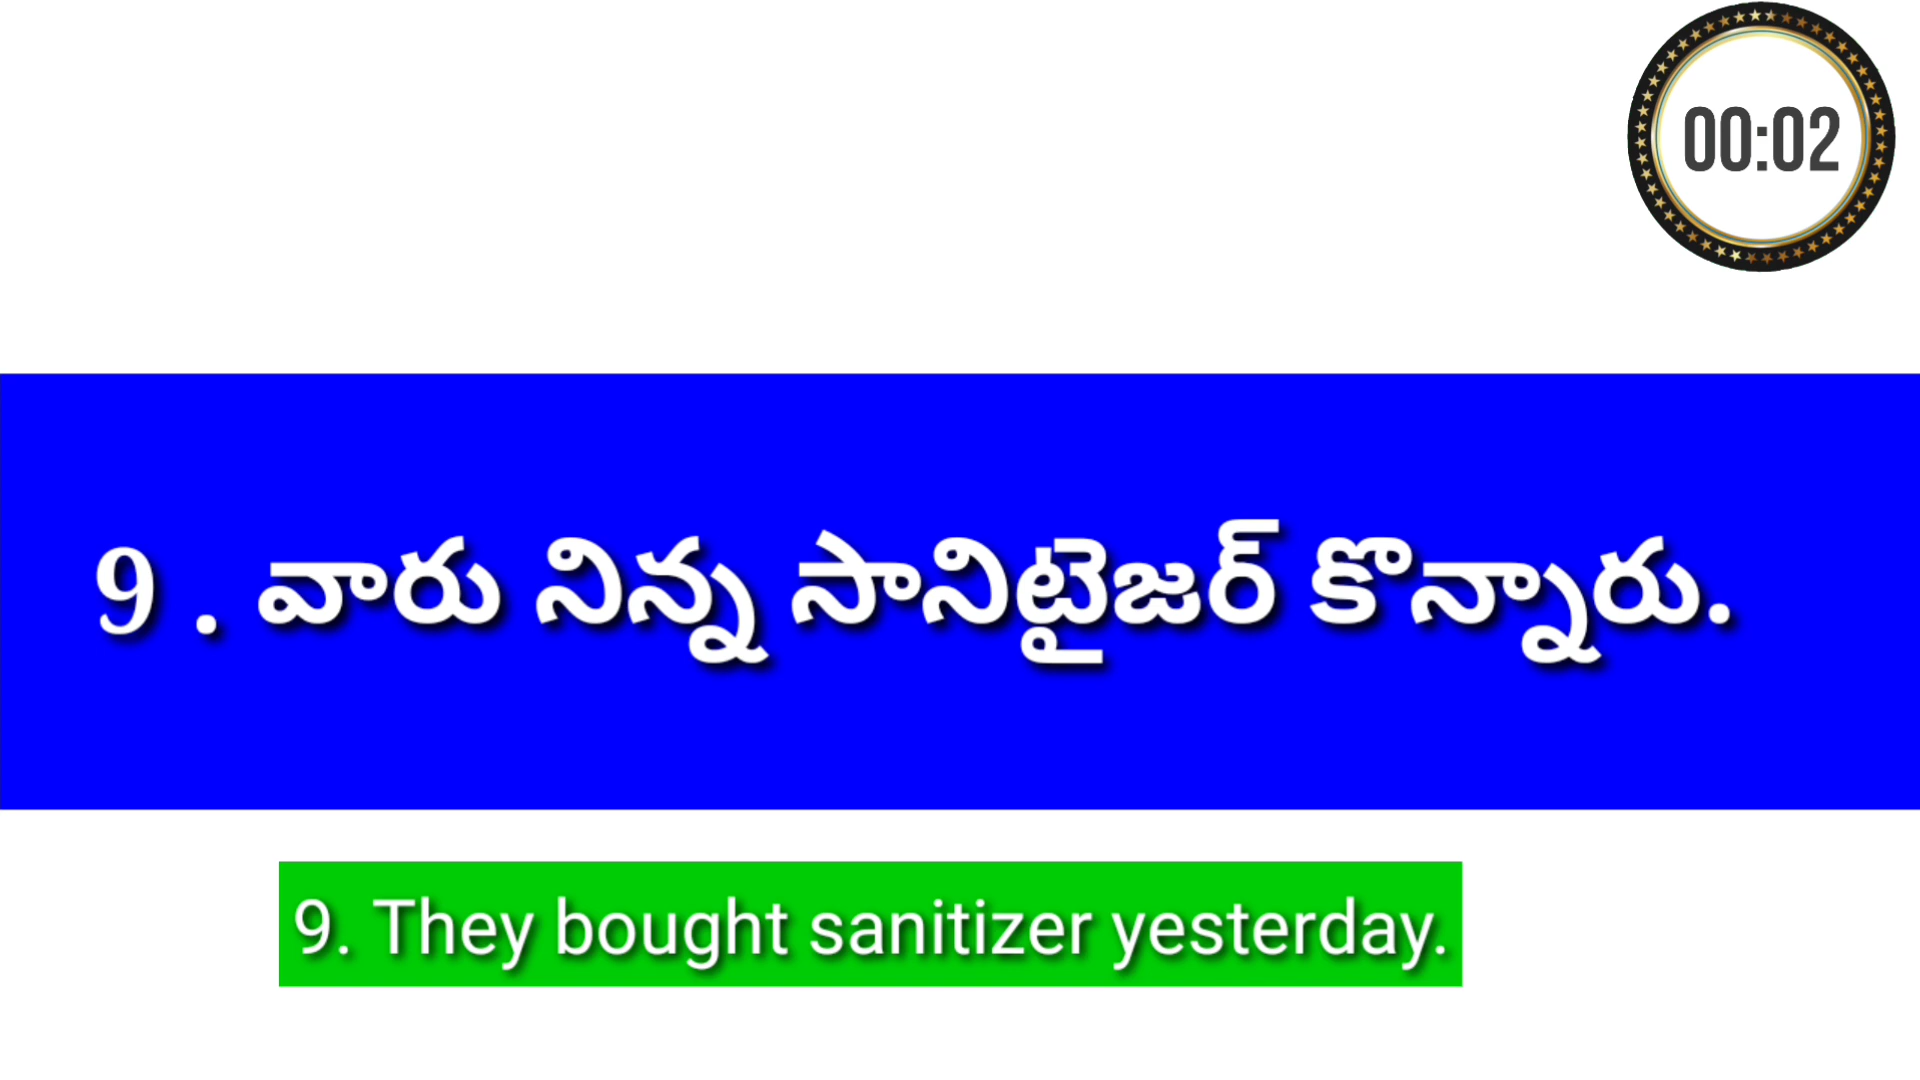 00:02
9 . వారు నిన్న సానిటైజర్ కొన్నారు.
9. They bought sanitizer yesterday.